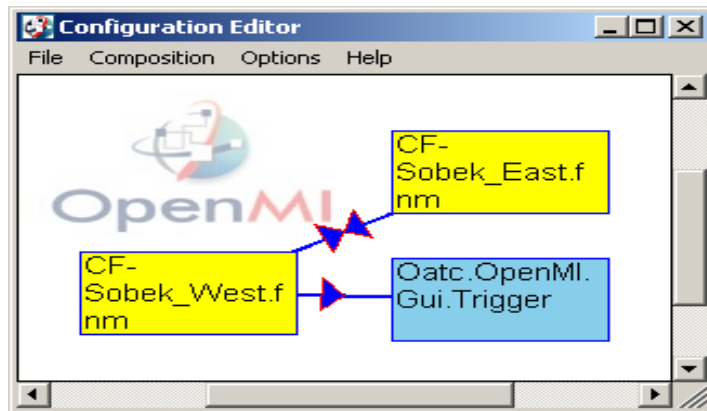 Configuration Editor
File Composition Options Help
OpenMI
CF-
Sobek_East.f
nm
CF-
Sobek_West.f
nm
Oatc.OpenMI.
Gui.Trigger